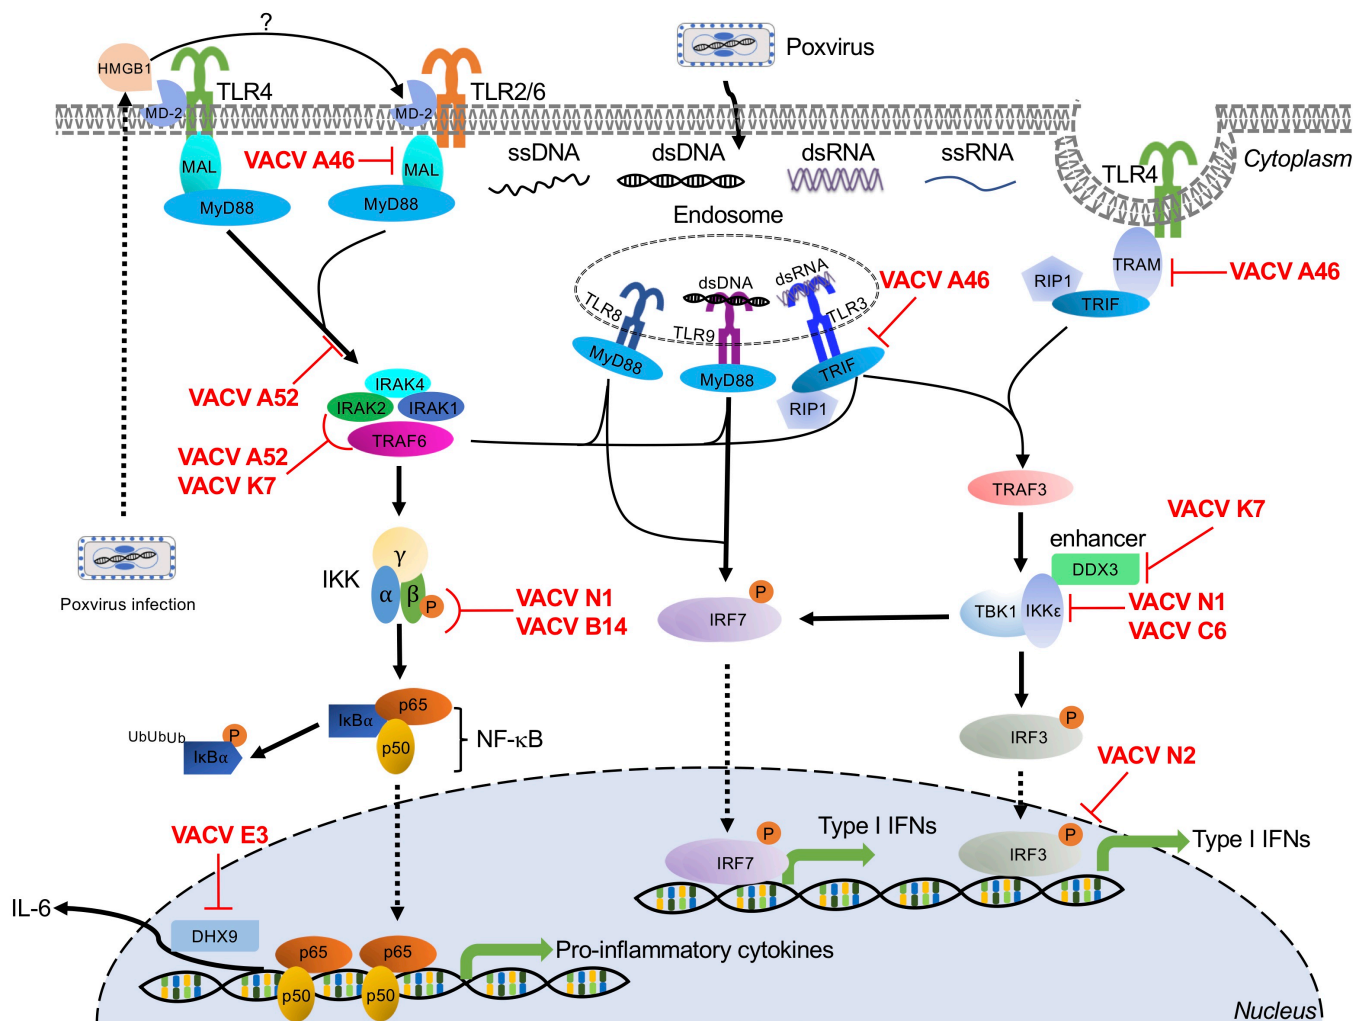 ?
Poxvirus
HMGB1
TLR4
TLR2/6
MD-2
MD-2
Cytoplasm
VACV A46
MAL
MAL
MyD88
MyD88
ssDNA
dsDNA
dsRNA
ssRNA
TLR4
Endosome
TRAM
VACV A46
RIP1
TRIF
dsDNA
dsRNA
VACV A46
TLR8
TLR9
TLR3
MyD88
MyD88
TRIF
RIP1
VACV A52
IRAK4
IRAK2
IRAK1
TRAF6
VACV A52
VACV K7
TRAF3
VACV K7
enhancer
DDX3
Poxvirus infection
IKK
γ
α
β
P
VACV N1
VACV B14
IRF7
P
TBK1
IKKε
VACV N1
VACV C6
UbUbUb
P
IκBα
IκBα
p65
p50
NF-κB
IRF3
P
VACV N2
VACV E3
IRF7
P
Type I IFNs
IRF3
P
Type I IFNs
IL-6
DHX9
p65
p65
p50
p50
Pro-inflammatory cytokines
Nucleus